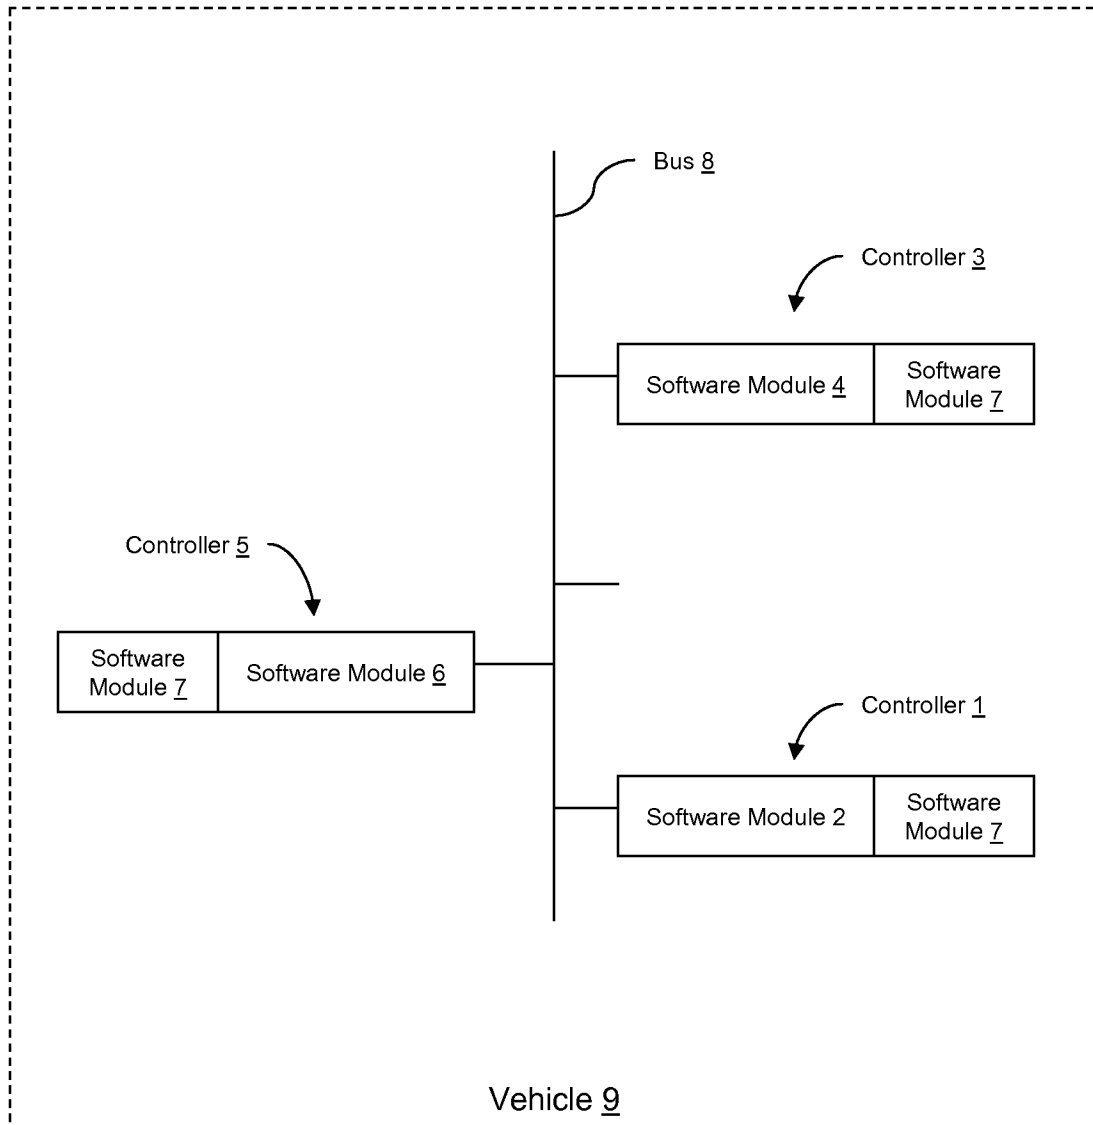 Bus 8
Controller 3
Software Module 4
Software
Module 7
Controller 5
Software
Module 7
Software Module 6
Controller 1
Software Module 2
Software
Module 7
Vehicle 9